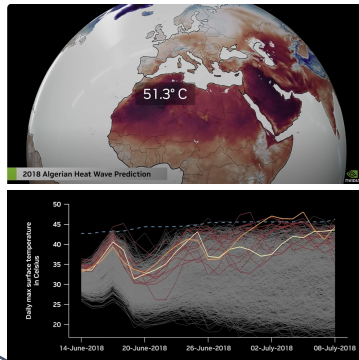 51.3° C
2018 Algerian Heat Wave Prediction
NVIDIA
Daily max surface temperature
in Celsius
50
45
40
35
30
25
20
14-June-2018 20-June-2018 26-June-2018 02-July-2018 08-July-2018